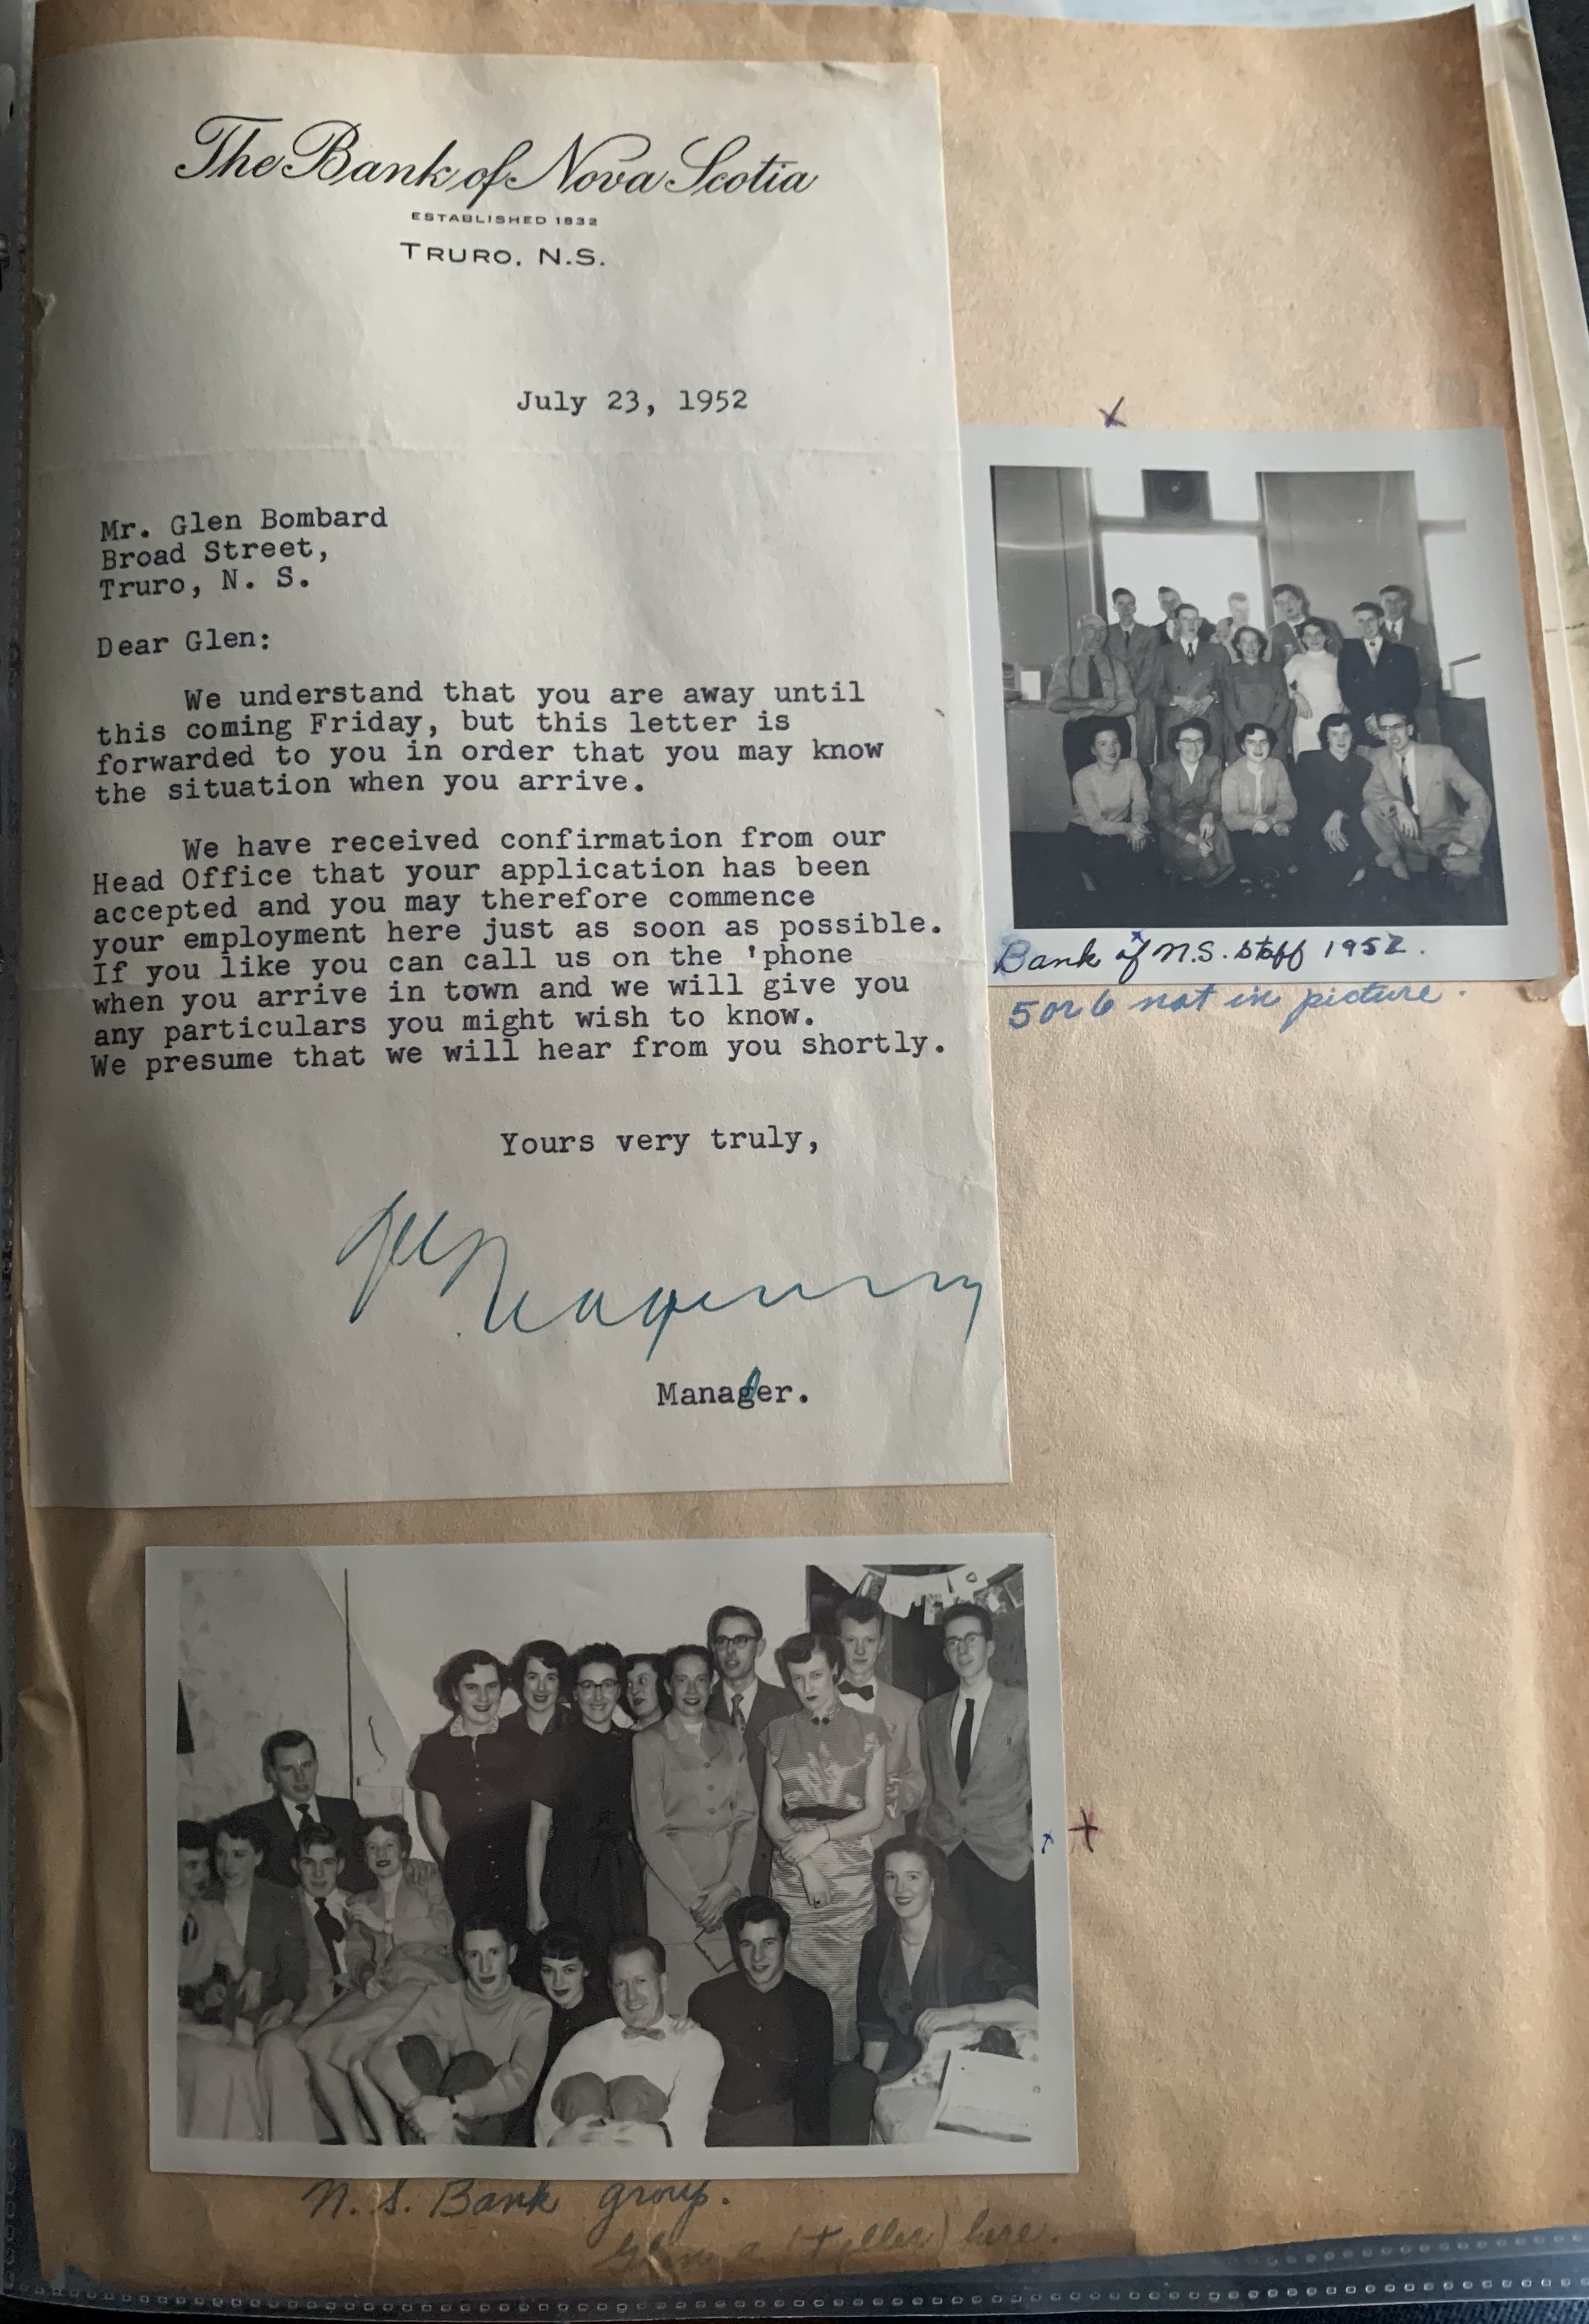 The Bank of Nova Scotia
ESTABLISHED 1832
TRURO, N.S.
July 23, 1952
Mr. Glen Bombard
Broad Street,
Truro, N. S.
Dear Glen:
We understand that you are away until
this coming Friday, but this letter is
forwarded to you in order that you may know
the situation when you arrive.
We have received confirmation from our
Head Office that your application has been
accepted and you may therefore commence
your employment here just as soon as possible.
If you like you can call us on the 'phone
when you arrive in town and we will give you
any particulars you might wish to know.
We presume that we will hear from you shortly.
Yours very truly,
Manager.
Bank of N.S. Staff 1952.
5 or 6 not in picture.
N. S. Bank group.
a (Teller) here.